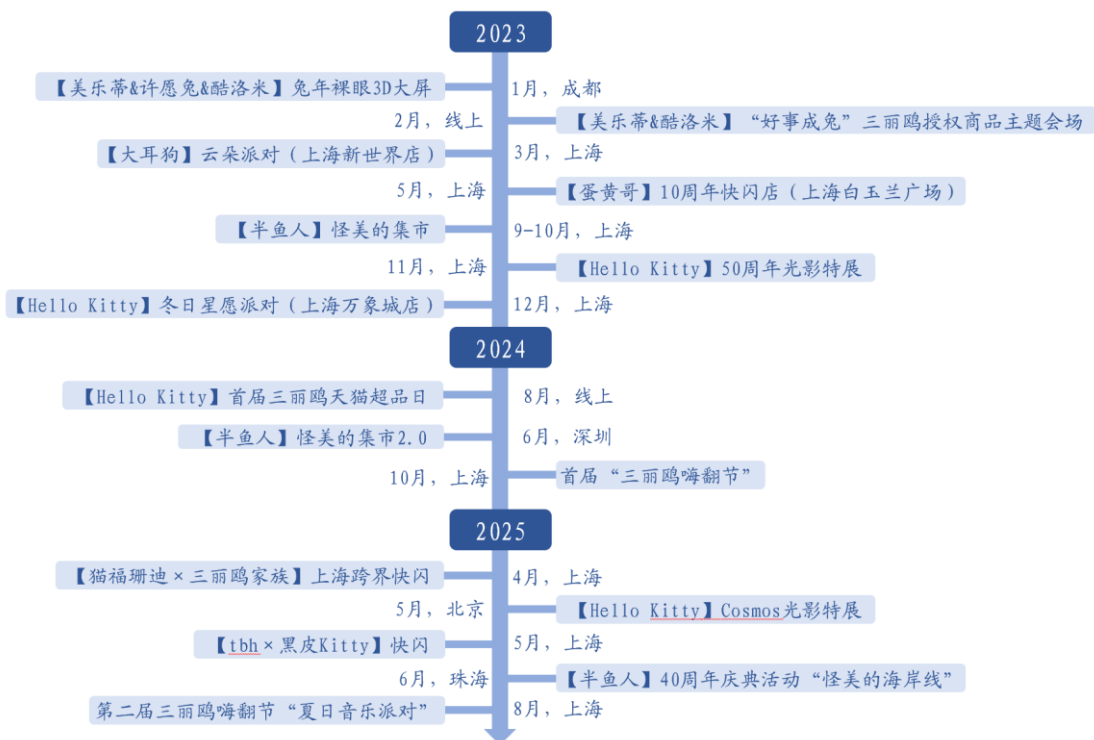 2023
【美乐蒂&许愿兔&酷洛米】兔年裸眼3D大屏
1月，成都
2月，线上
【美乐蒂&酷洛米】“好事成兔”三丽鸥授权商品主题会场
【大耳狗】云朵派对（上海新世界店）
3月，上海
5月，上海
【蛋黄哥】10周年快闪店（上海白玉兰广场）
【半鱼人】怪美的集市
9-10月，上海
11月，上海
【Hello Kitty】50周年光影特展
【Hello Kitty】冬日星愿派对（上海万象城店）
12月，上海
2024
【Hello Kitty】首届三丽鸥天猫超品日
8月，线上
【半鱼人】怪美的集市2.0
6月，深圳
10月，上海
首届“三丽鸥嗨翻节”
2025
【猫福珊迪×三丽鸥家族】上海跨界快闪
4月，上海
5月，北京
【Hello Kitty】Cosmos光影特展
【tbh×黑皮Kitty】快闪
5月，上海
6月，珠海
【半鱼人】40周年庆典活动“怪美的海岸线”
第二届三丽鸥嗨翻节“夏日音乐派对”
8月，上海